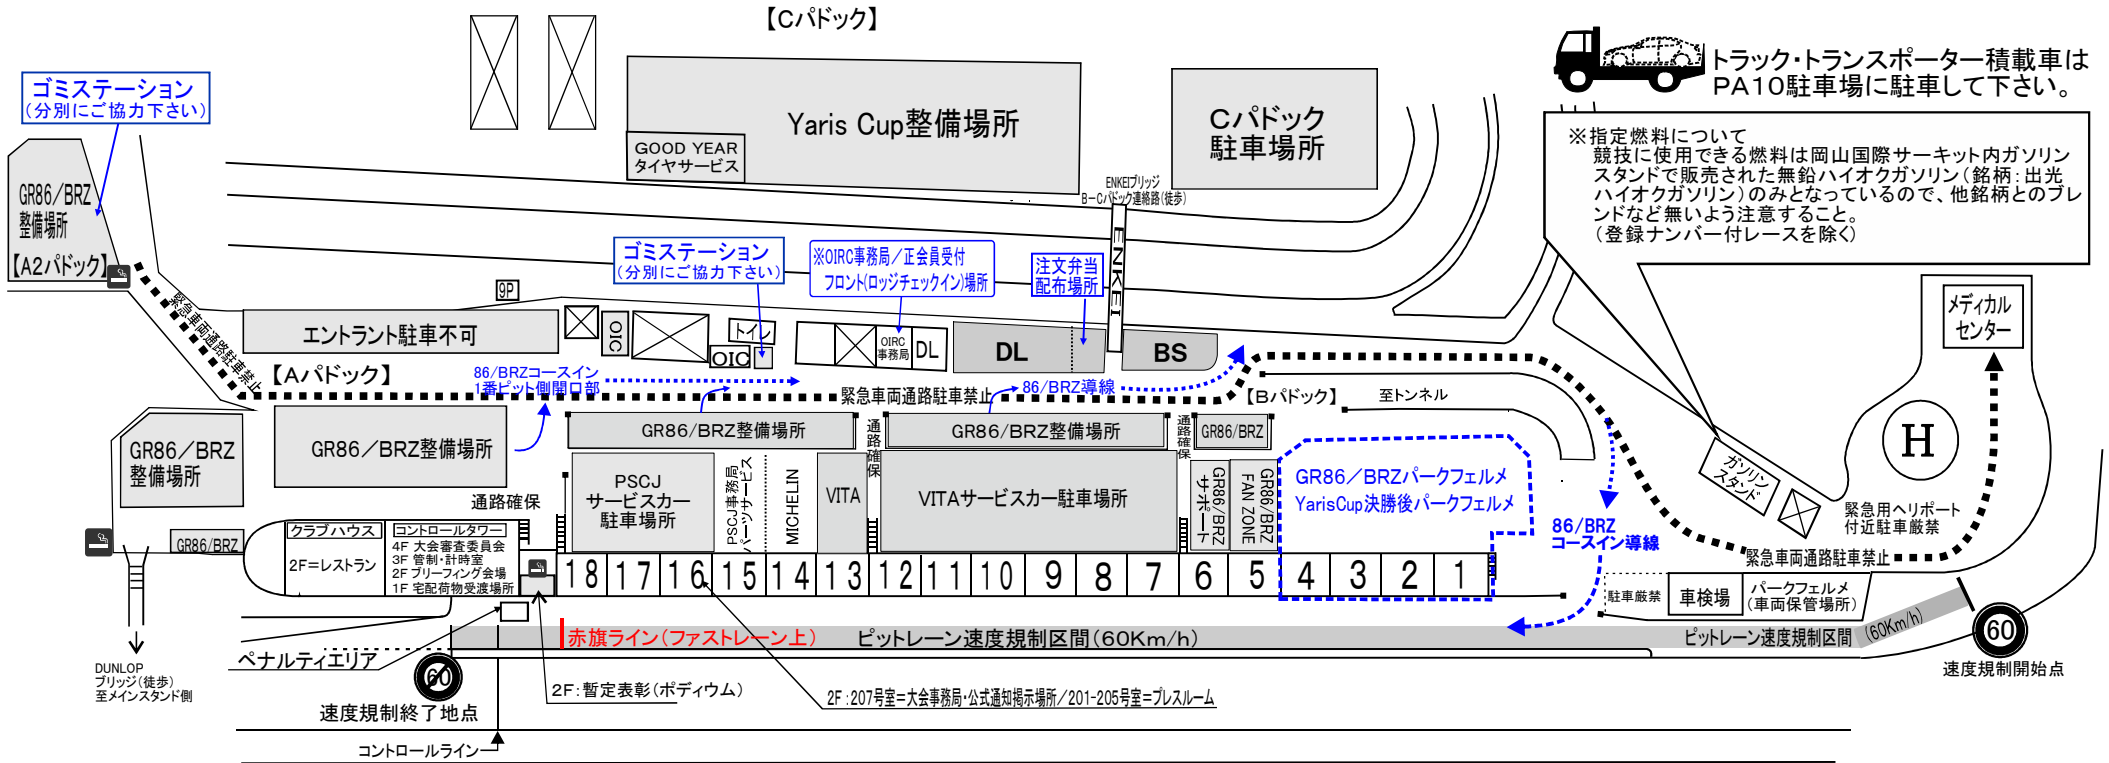 【Cパドック】
トラック・トランスポーター積載車は
PA10駐車場に駐車して下さい。
ゴミステーション
(分別にご協力下さい)
Yaris Cup整備場所
GOOD YEAR
タイヤサービス
Cパドック
駐車場所
※指定燃料について
競技に使用できる燃料は岡山国際サーキット内ガソリン
スタンドで販売された無鉛ハイオクガソリン(銘柄:出光
ハイオクガソリン)のみとなっているので、他銘柄とのブレ
ンドなど無いよう注意すること。
(登録ナンバー付レースを除く)
GR86/BRZ
整備場所
【A2パドック】
ENKEIブリッジ
B-Cパドック連絡路(徒歩)
ENKEI
ゴミステーション
(分別にご協力下さい)
※OIRC事務局/正会員受付
フロント(ロッジチェックイン)場所
注文弁当
配布場所
メディカル
センター
9P
エントラント駐車不可
OIC
トイレ
OIC
OIRC
事務局
DL
DL
BS
緊急車両通路駐車禁止
【Aパドック】
86/BRZコースイン
1番ピット側開口部
緊急車両通路駐車禁止
86/BRZ導線
【Bパドック】
至トンネル
GR86/BRZ
整備場所
GR86/BRZ整備場所
GR86/BRZ整備場所
通路確保
GR86/BRZ整備場所
通路確保
GR86/BRZ
H
ガソリン
スタンド
緊急用ヘリポート
付近駐車厳禁
通路確保
PSCJ
サービスカー
駐車場所
PSCJ事務局
パーツサービス
MICHELIN
VITA
VITAサービスカー駐車場所
GR86/BRZ
サポート
GR86/BRZ
FAN ZONE
GR86/BRZパークフェルメ
YarisCup決勝後パークフェルメ
86/BRZ
コースイン導線
緊急車両通路駐車禁止
GR86/BRZ
クラブハウス
2F=レストラン
コントロールタワー
4F 大会審査委員会
3F 管制・計時室
2F ブリーフィング会場
1F 宅配荷物受渡場所
18 17 16 15 14 13 12 11 10 9 8 7 6 5 4 3 2 1
駐車厳禁
車検場
パークフェルメ
(車両保管場所)
赤旗ライン(ファストレーン上)
ピットレーン速度規制区間(60Km/h)
ピットレーン速度規制区間
(60Km/h)
60
速度規制開始点
DUNLOP
ブリッジ(徒歩)
至メインスタンド側
ペナルティエリア
60
速度規制終了地点
2F:暫定表彰(ポディウム)
2F:207号室=大会事務局・公式通知掲示場所/201-205号室=プレスルーム
コントロールライン